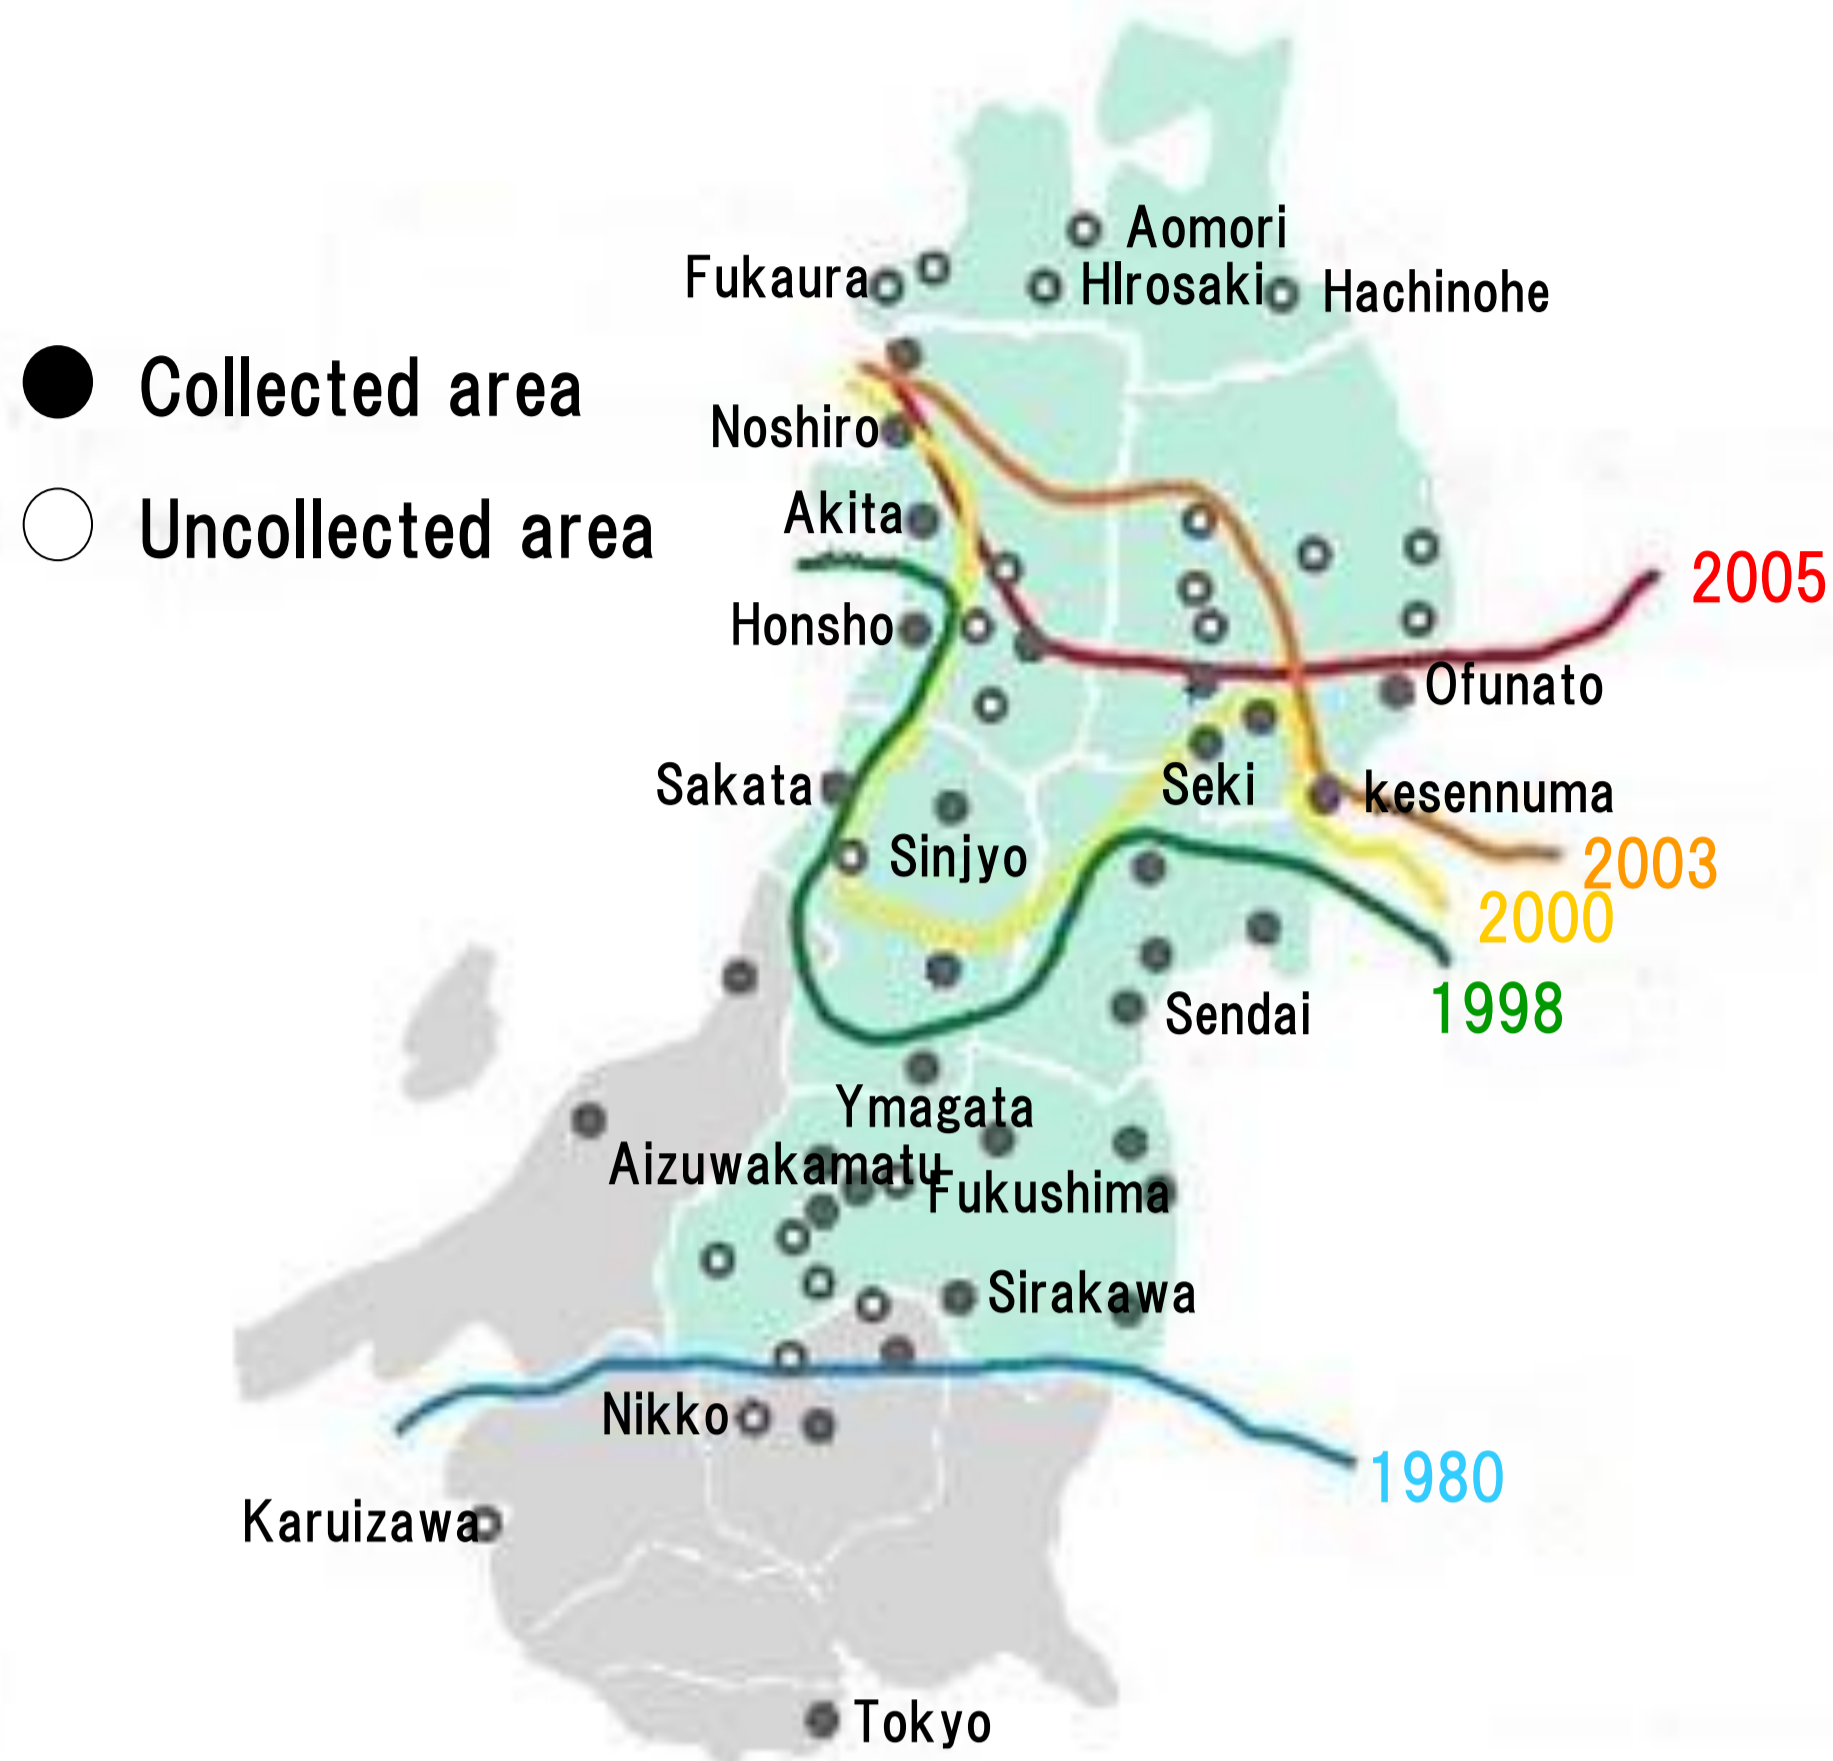 Aomori
Fukaura
HIrosaki
Hachinohe
Collected area
Noshiro
Akita
Uncollected area
2005
Honsho
Ofunato
Sakata
Seki
kesennuma
Sinjyo
2003
2000
1998
Sendai
Ymagata
Aizuwakamatu
Fukushima
Sirakawa
Nikko
1980
Karuizawa
Tokyo